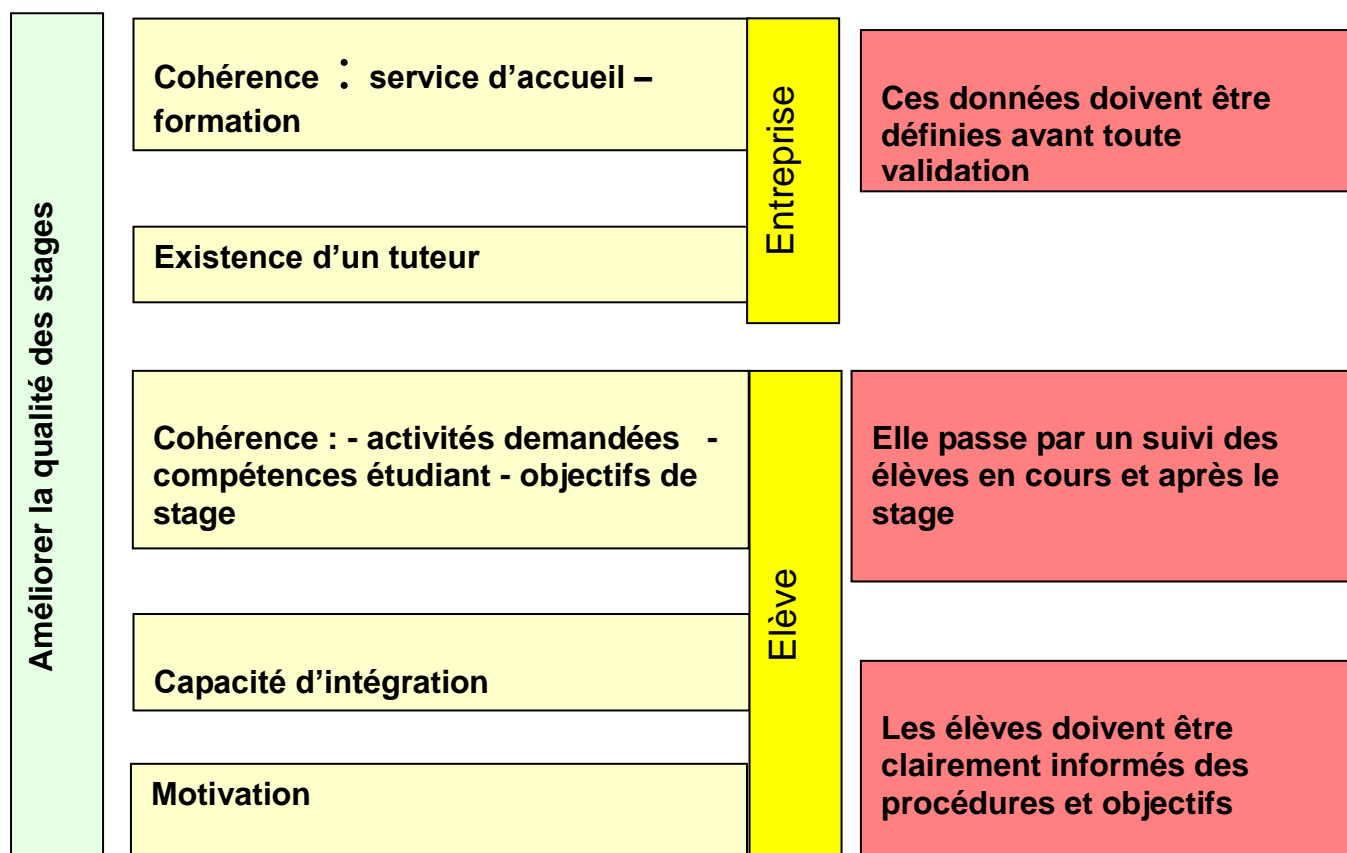 Améliorer la qualité des stages
Cohérence : service d’accueil –
formation
Existence d’un tuteur
Entreprise
Ces données doivent être
définies avant toute
validation
Cohérence : - activités demandées -
compétences étudiant - objectifs de
stage
Capacité d’intégration
Motivation
Elève
Elle passe par un suivi des
élèves en cours et après le
stage
Les élèves doivent être
clairement informés des
procédures et objectifs